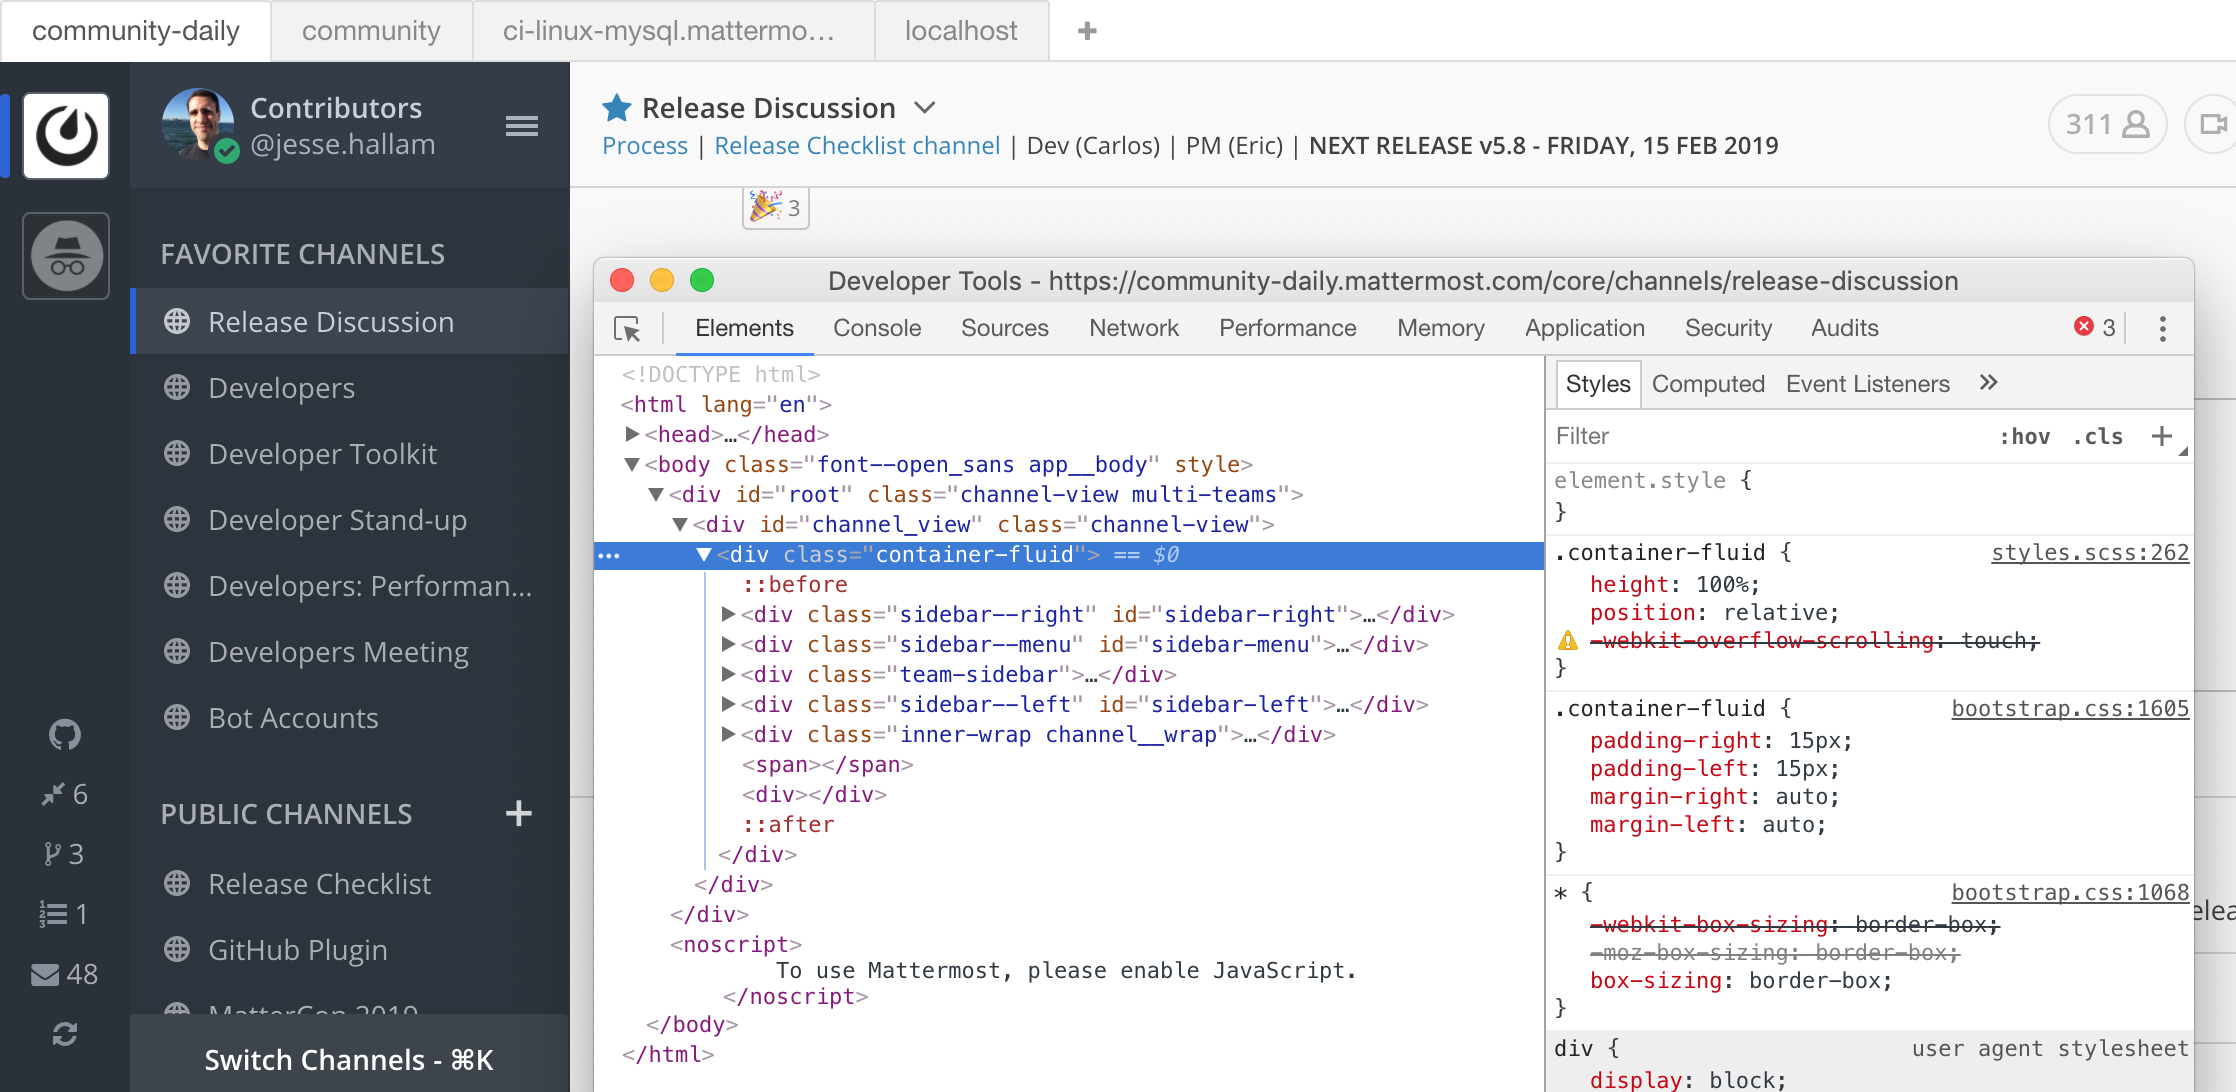 community-daily
community
ci-linux-mysql.mattermo...
localhost
+
Contributors
@jesse.hallam
FAVORITE CHANNELS
Release Discussion
Developers
Developer Toolkit
Developer Stand-up
Developers: Performan...
Developers Meeting
Bot Accounts
6
3
1
48
PUBLIC CHANNELS +
Release Checklist
GitHub Plugin
MatterCon 2019
Switch Channels - ⌘K
Release Discussion
Process | Release Checklist channel | Dev (Carlos) | PM (Eric) | NEXT RELEASE v5.8 - FRIDAY, 15 FEB 2019
311
3
Developer Tools - https://community-daily.mattermost.com/core/channels/release-discussion
Elements Console Sources Network Performance Memory Application Security Audits 3
<!DOCTYPE html>
<html lang="en">
▶<head>…</head>
▼<body class="font--open_sans app__body" style>
▼<div id="root" class="channel-view multi-teams">
▼<div id="channel_view" class="channel-view">
… ▼<div class="container-fluid"> == $0
::before
▶<div class="sidebar--right" id="sidebar-right">…</div>
▶<div class="sidebar--menu" id="sidebar-menu">…</div>
▶<div class="team-sidebar">…</div>
▶<div class="sidebar--left" id="sidebar-left">…</div>
▶<div class="inner-wrap channel__wrap">…</div>
<span></span>
<div></div>
::after
</div>
</div>
</div>
<noscript>
To use Mattermost, please enable JavaScript.
</noscript>
</body>
</html>
Styles Computed Event Listeners »
Filter :hov .cls +
element.style {
}
.container-fluid { styles.scss:262
height: 100%;
position: relative;
-webkit-overflow-scrolling: touch;
}
.container-fluid { bootstrap.css:1605
padding-right: 15px;
padding-left: 15px;
margin-right: auto;
margin-left: auto;
}
* { bootstrap.css:1068
-webkit-box-sizing: border-box;
-moz-box-sizing: border-box;
box-sizing: border-box;
}
div { user agent stylesheet
display: block;